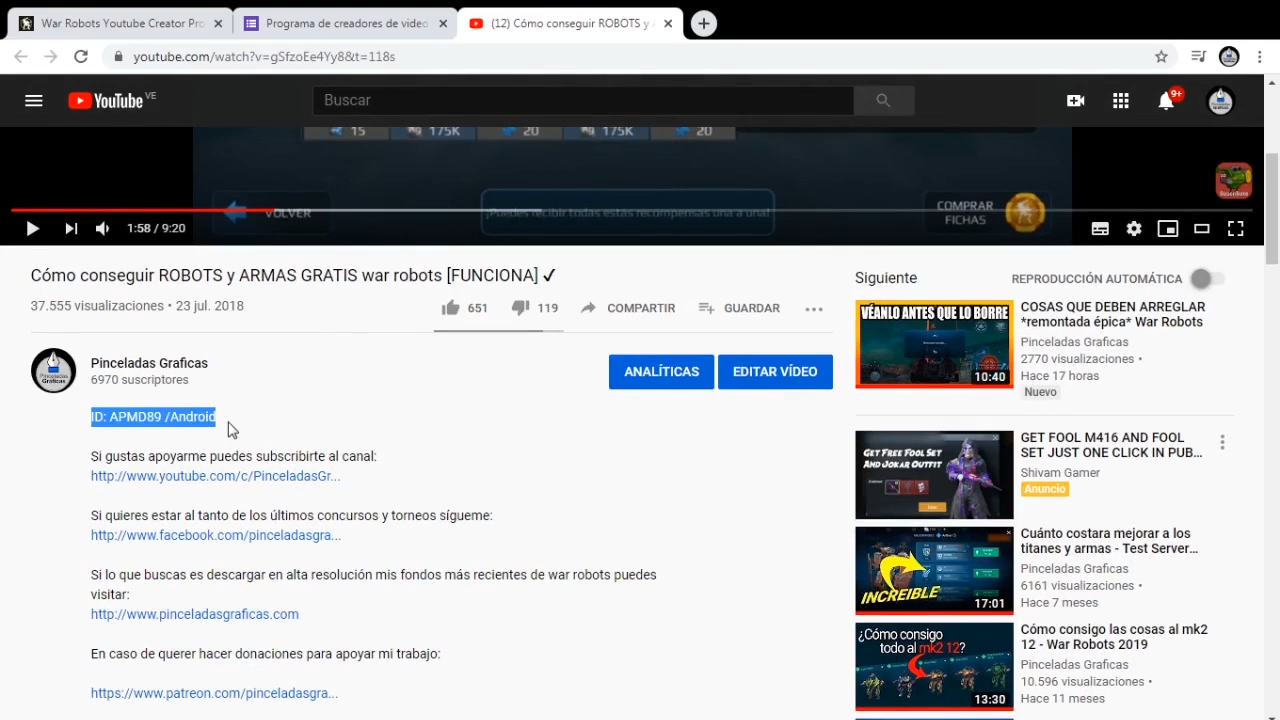 War Robots Youtube Creator Pro
Programa de creadores de video
(12) Cómo conseguir ROBOTS y A
youtube.com/watch?v=gSfzoEe4Yy8&t=118s
YouTube VE
Buscar
9+
15 175K 20 175K 20
VOLVER
¡Puedes recibir todas estas recompensas una a una!
COMPRAR
FICHAS
1:58 / 9:20
Cómo conseguir ROBOTS y ARMAS GRATIS war robots [FUNCIONA] ✓
37.555 visualizaciones • 23 jul. 2018
651
119
COMPARTIR
GUARDAR
Pinceladas Graficas
6970 suscriptores
ANALÍTICAS
EDITAR VÍDEO
ID: APMD89 /Android
Si gustas apoyarme puedes subscribirte al canal:
http://www.youtube.com/c/PinceladasGr...
Si quieres estar al tanto de los últimos concursos y torneos sígueme:
http://www.facebook.com/pinceladasgra...
Si lo que buscas es descargar en alta resolución mis fondos más recientes de war robots puedes
visitar:
http://www.pinceladasgraficas.com
En caso de querer hacer donaciones para apoyar mi trabajo:
https://www.patreon.com/pinceladasgra...
Siguiente
REPRODUCCIÓN AUTOMÁTICA
VÉANLO ANTES QUE LO BORRE
10:40
COSAS QUE DEBEN ARREGLAR
*remontada épica* War Robots
Pinceladas Graficas
2770 visualizaciones •
Hace 17 horas
Nuevo
GET FREE FOOL SET
AND JOKAR OUTFIT
GET FOOL M416 AND FOOL
SET JUST ONE CLICK IN PUB...
Shivam Gamer
Anuncio
INCREIBLE
17:01
Cuánto costara mejorar a los
titanes y armas - Test Server...
Pinceladas Graficas
6161 visualizaciones •
Hace 7 meses
¿Cómo consigo
todo al mk2 12?
13:30
Cómo consigo las cosas al mk2
12 - War Robots 2019
Pinceladas Graficas
10.596 visualizaciones •
Hace 11 meses